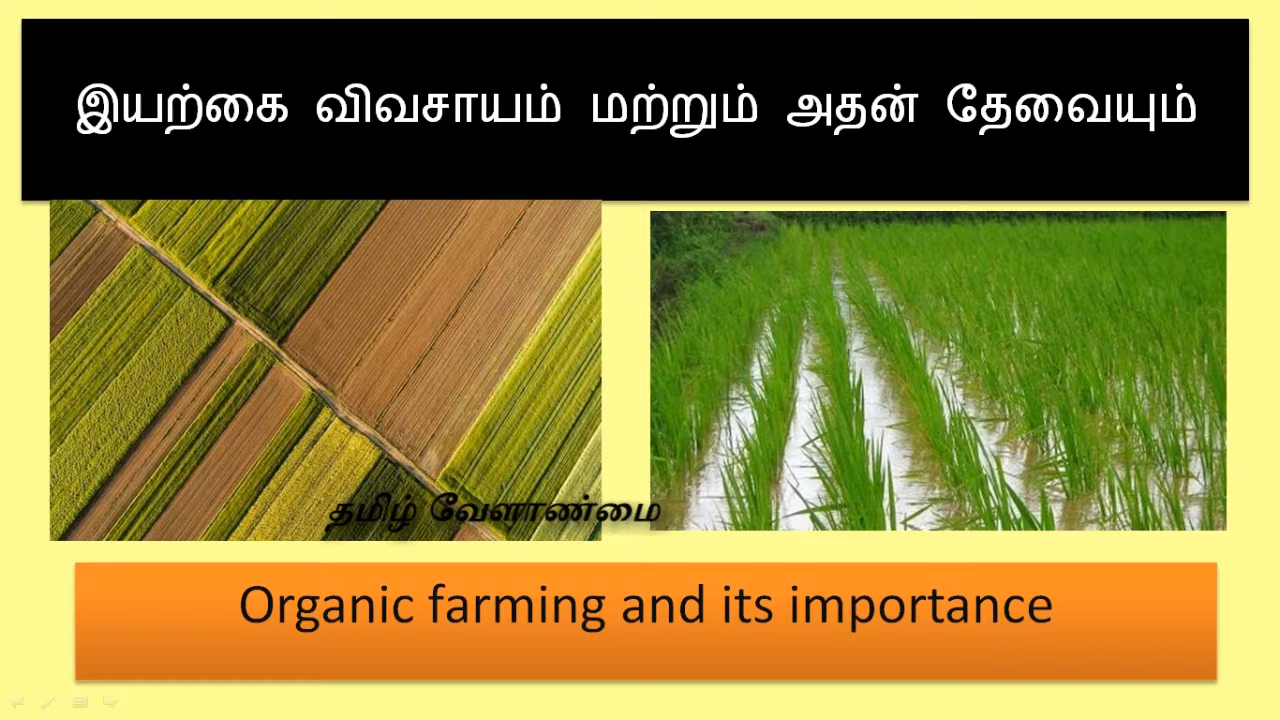 இயற்கை விவசாயம் மற்றும் அதன் தேவையும்
தமிழ் வேளாண்மை
Organic farming and its importance